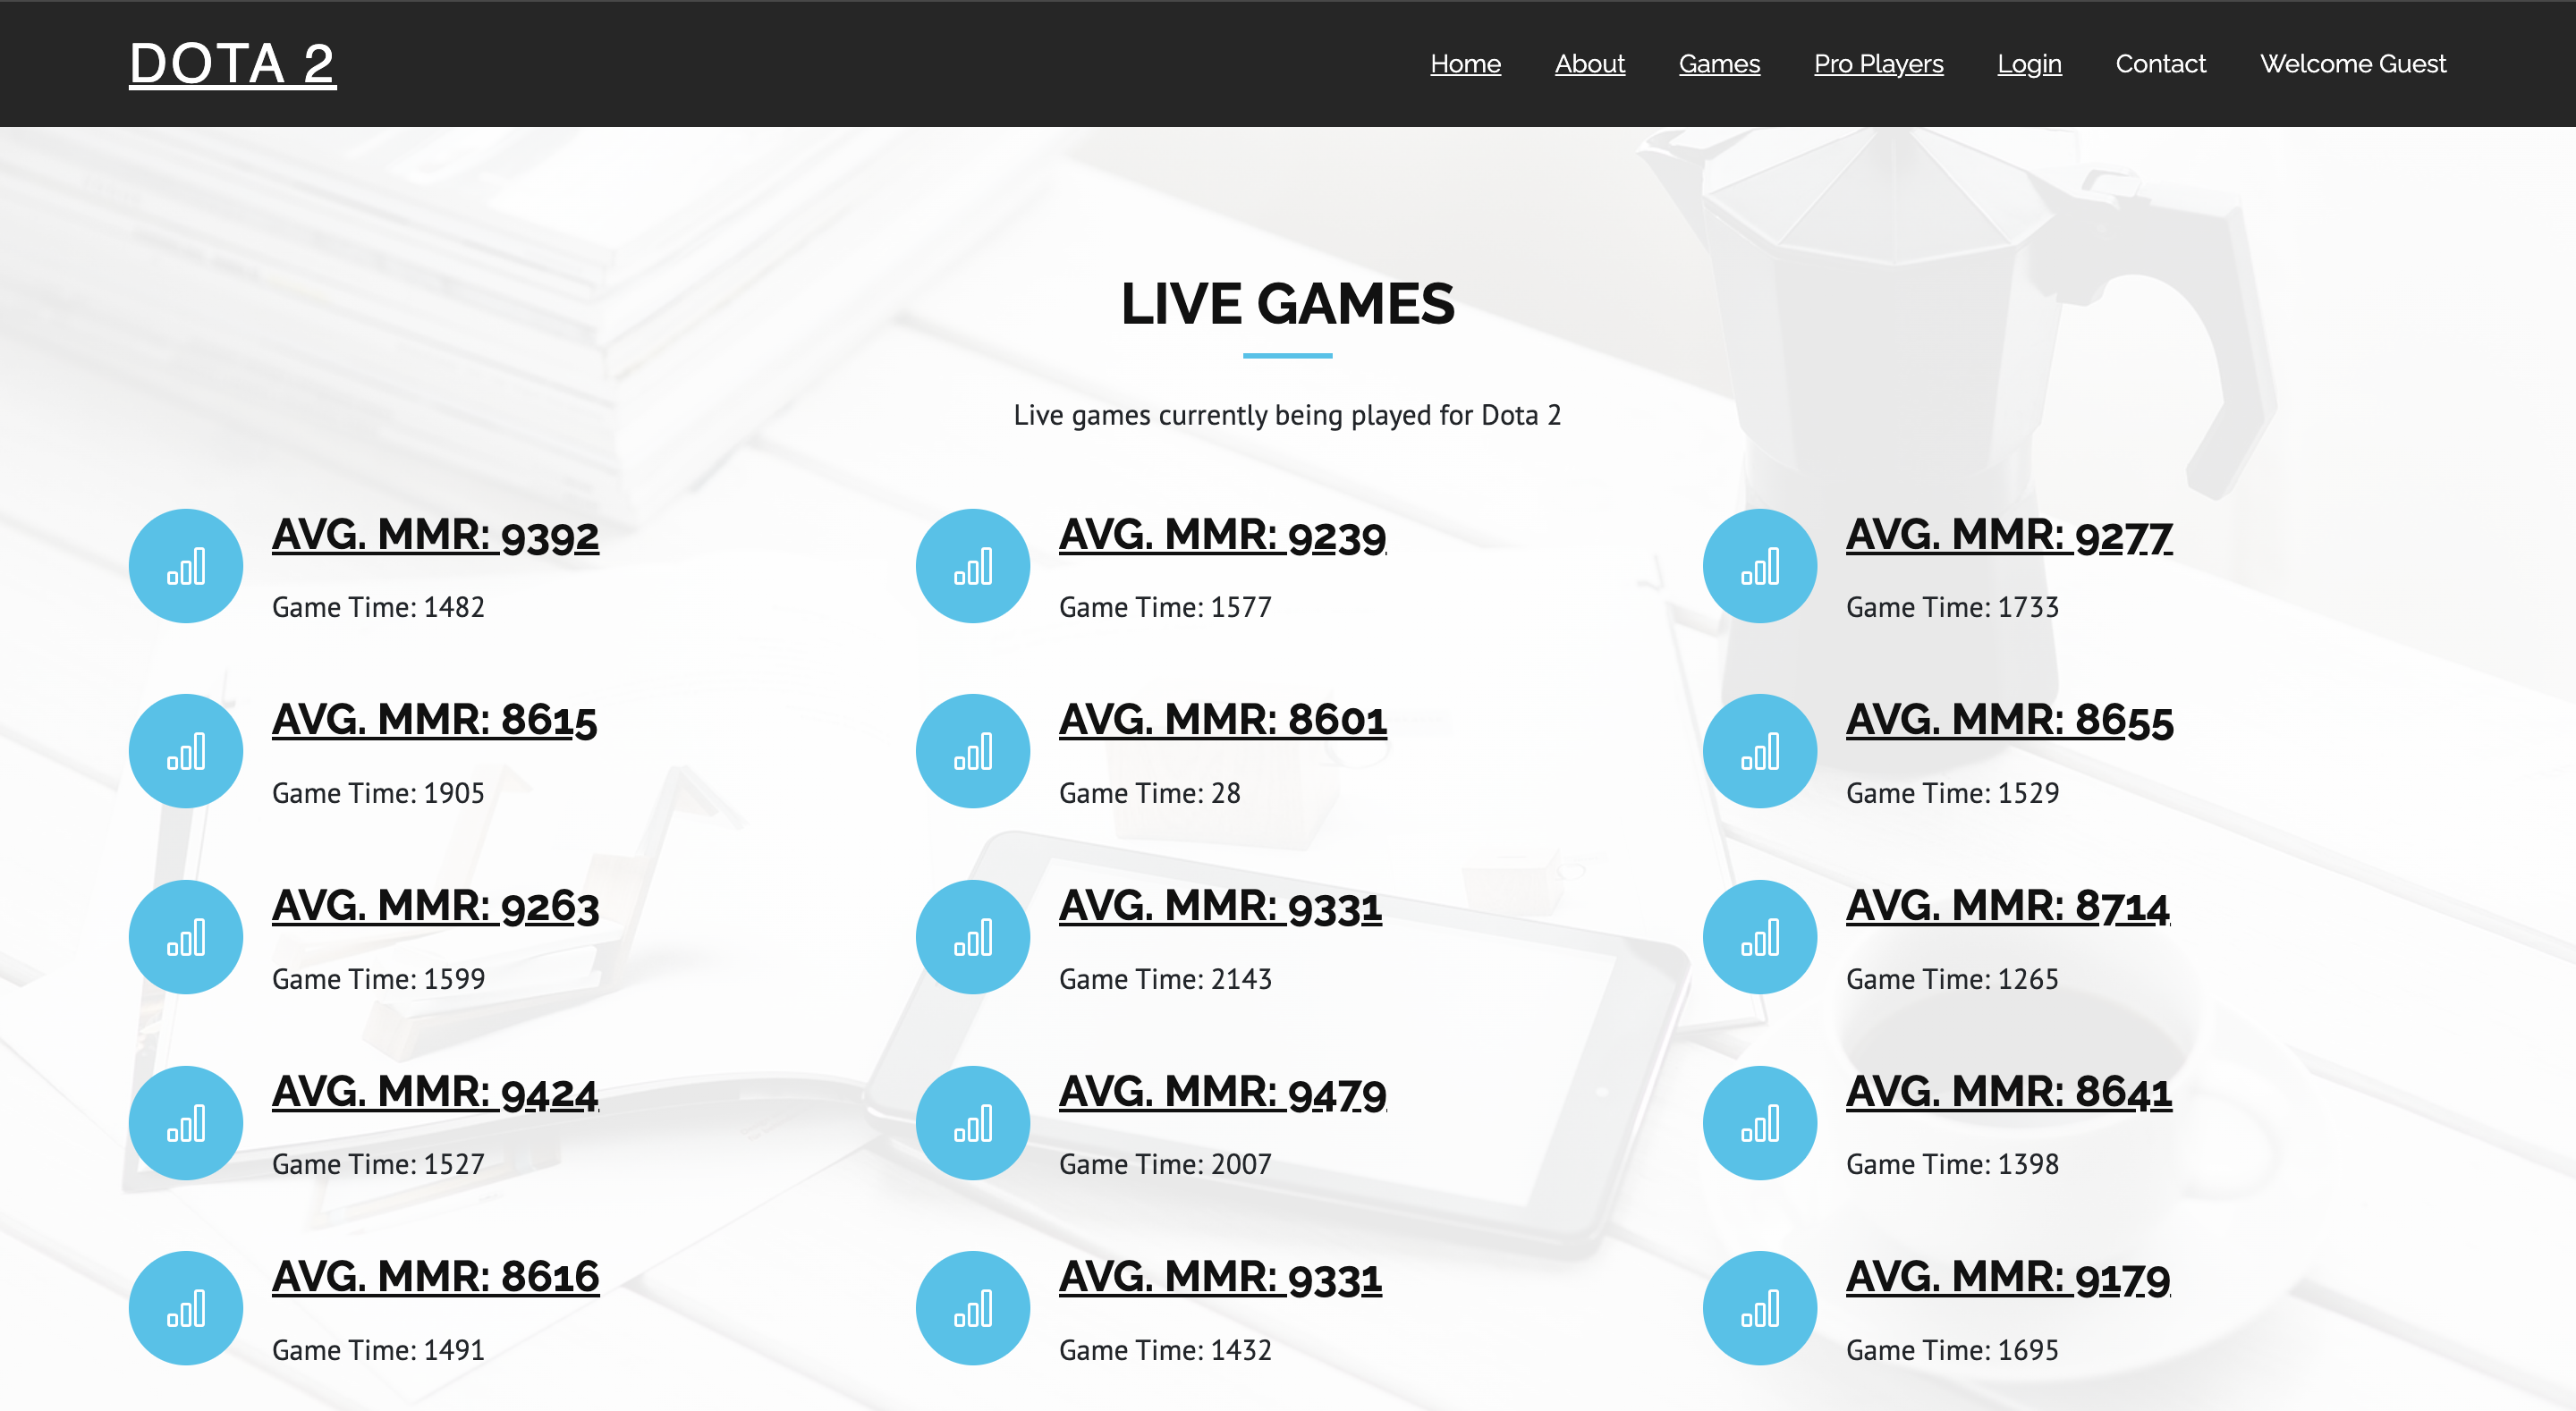 DOTA 2
Home About Games Pro Players Login Contact Welcome Guest
LIVE GAMES
Live games currently being played for Dota 2
AVG. MMR: 9392
Game Time: 1482
AVG. MMR: 9239
Game Time: 1577
AVG. MMR: 9277
Game Time: 1733
AVG. MMR: 8615
Game Time: 1905
AVG. MMR: 8601
Game Time: 28
AVG. MMR: 8655
Game Time: 1529
AVG. MMR: 9263
Game Time: 1599
AVG. MMR: 9331
Game Time: 2143
AVG. MMR: 8714
Game Time: 1265
AVG. MMR: 9424
Game Time: 1527
AVG. MMR: 9479
Game Time: 2007
AVG. MMR: 8641
Game Time: 1398
AVG. MMR: 8616
Game Time: 1491
AVG. MMR: 9331
Game Time: 1432
AVG. MMR: 9179
Game Time: 1695